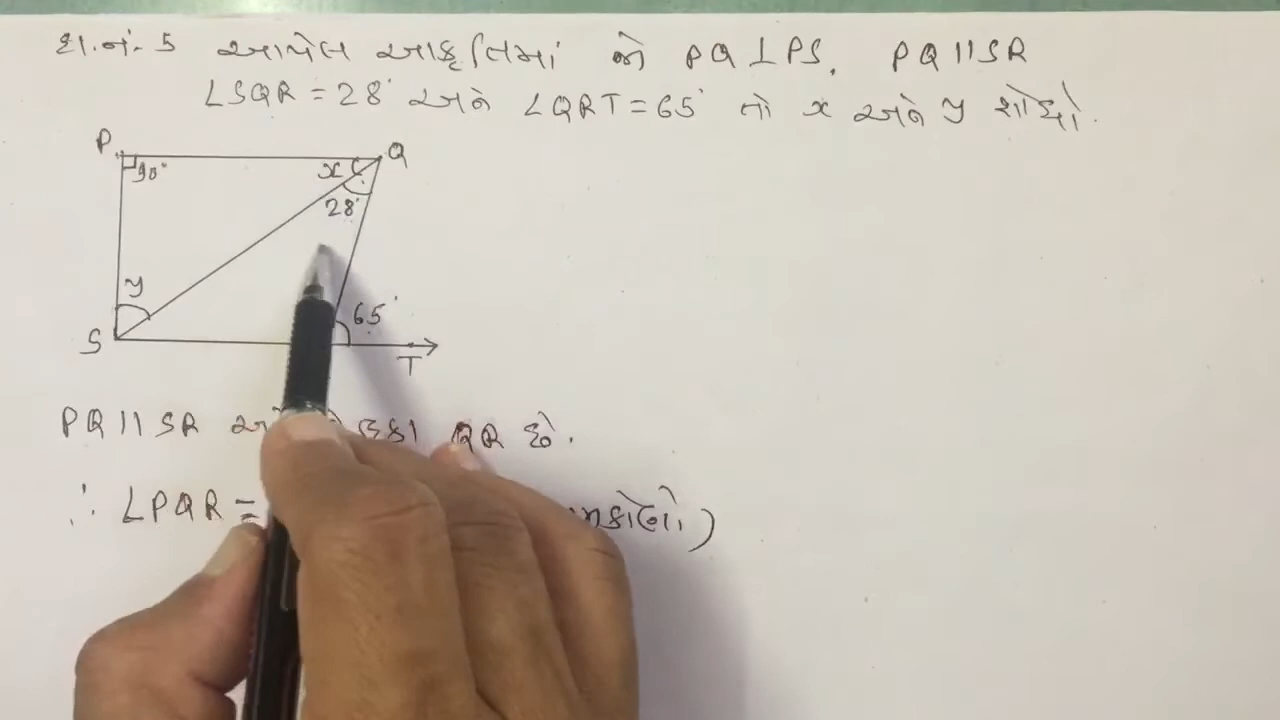 દા.નં. 5 આપેલ આકૃતિમાં જો PQ ⊥ PS, PQ || SR
∠SQR = 28° અને ∠QRT = 65° તો x અને y શોધો.
P
Q
90°
x
28°
y
65°
S
T
PQ || SR QR છે.
∴ ∠PQR =